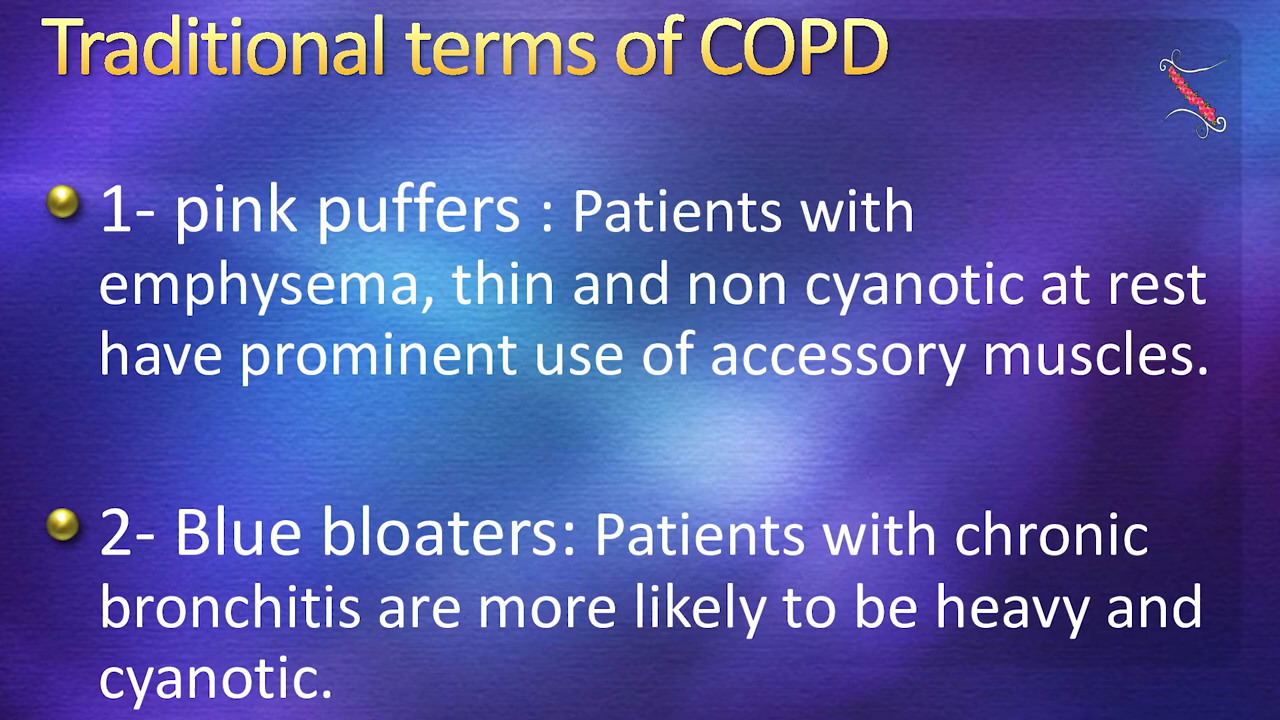 Traditional terms of COPD
1- pink puffers : Patients with
emphysema, thin and non cyanotic at rest
have prominent use of accessory muscles.
2- Blue bloaters: Patients with chronic
bronchitis are more likely to be heavy and
cyanotic.